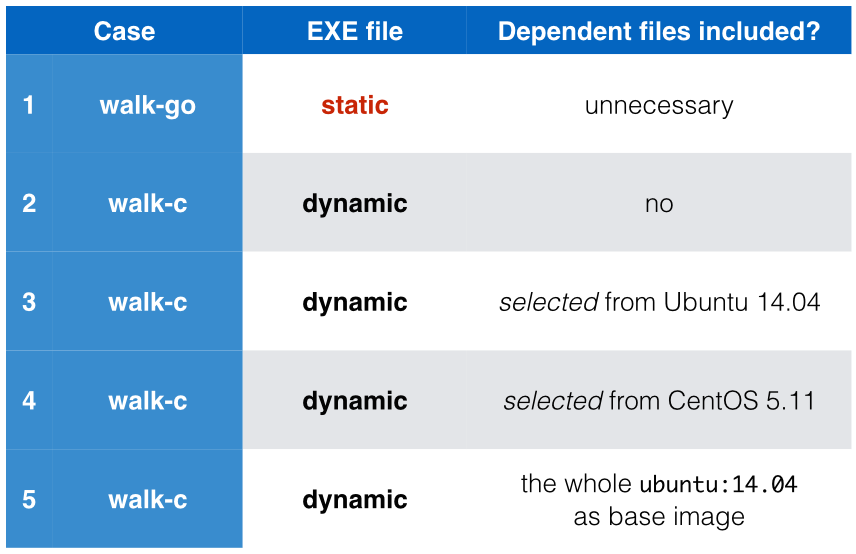 Case EXE file Dependent files included?
1 walk-go static unnecessary
2 walk-c dynamic no
3 walk-c dynamic selected from Ubuntu 14.04
4 walk-c dynamic selected from CentOS 5.11
5 walk-c dynamic the whole ubuntu:14.04
as base image